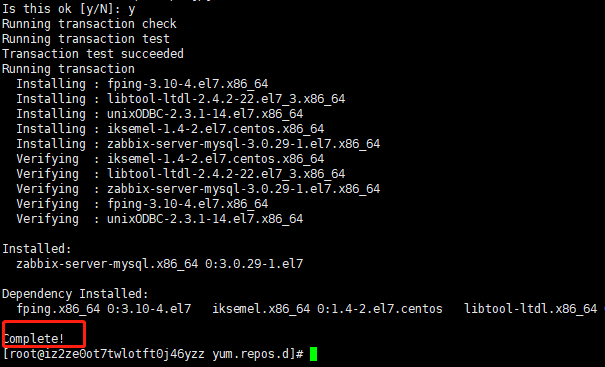 Is this ok [y/N]: y
Running transaction check
Running transaction test
Transaction test succeeded
Running transaction
Installing : fping-3.10-4.el7.x86_64
Installing : libtool-ltdl-2.4.2-22.el7_3.x86_64
Installing : unixODBC-2.3.1-14.el7.x86_64
Installing : iksemel-1.4-2.el7.centos.x86_64
Installing : zabbix-server-mysql-3.0.29-1.el7.x86_64
Verifying  : iksemel-1.4-2.el7.centos.x86_64
Verifying  : libtool-ltdl-2.4.2-22.el7_3.x86_64
Verifying  : zabbix-server-mysql-3.0.29-1.el7.x86_64
Verifying  : fping-3.10-4.el7.x86_64
Verifying  : unixODBC-2.3.1-14.el7.x86_64
Installed:
zabbix-server-mysql.x86_64 0:3.0.29-1.el7
Dependency Installed:
fping.x86_64 0:3.10-4.el7   iksemel.x86_64 0:1.4-2.el7.centos   libtool-ltdl.x86_64
Complete!
[root@iz2ze0ot7twlotft0j46yzz yum.repos.d]#